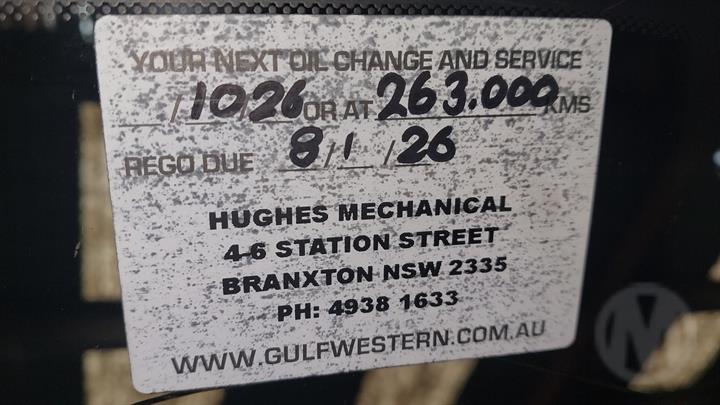 YOUR NEXT OIL CHANGE AND SERVICE
/10/26 OR AT 263.000 KMS
REGO DUE 8/1/26
HUGHES MECHANICAL
4-6 STATION STREET
BRANXTON NSW 2335
PH: 4938 1633
WWW.GULFWESTERN.COM.AU
M